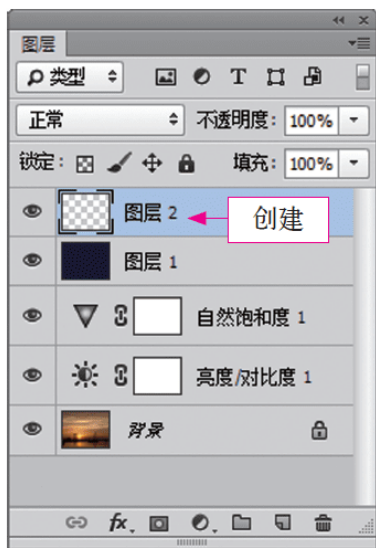 图层
类型 T
正常 不透明度: 100%
锁定: 填充: 100%
图层 2 创建
图层 1
自然饱和度 1
亮度/对比度 1
背景
fx.